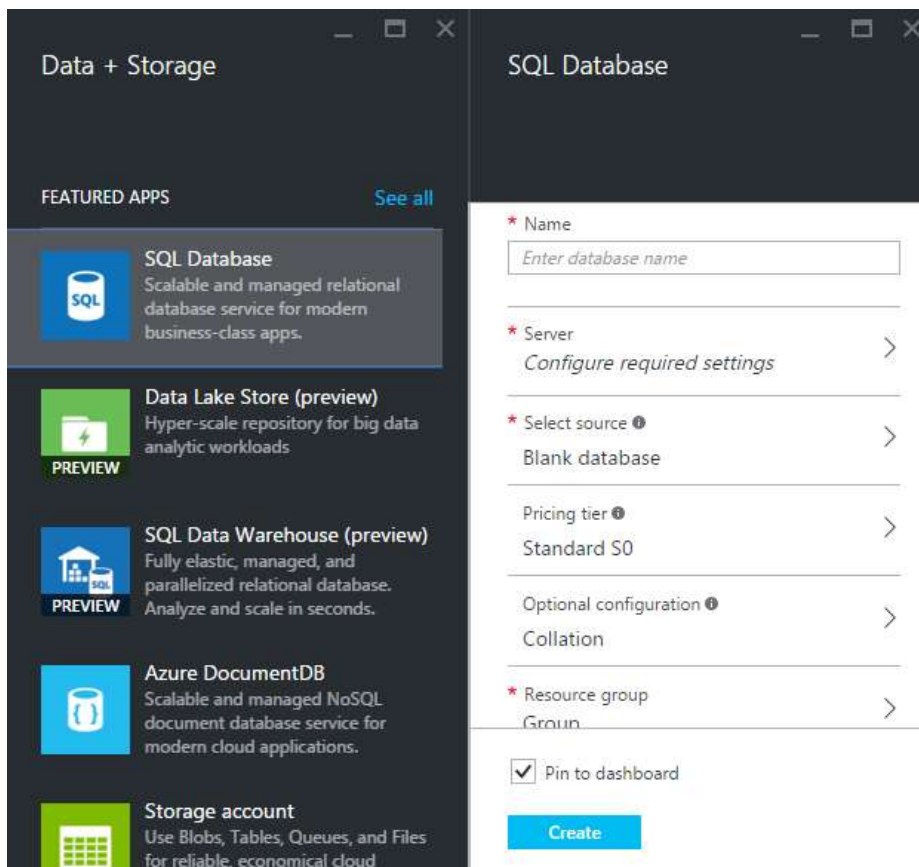 Data + Storage
FEATURED APPS
See all
SQL
SQL Database
Scalable and managed relational
database service for modern
business-class apps.
PREVIEW
Data Lake Store (preview)
Hyper-scale repository for big data
analytic workloads
SQL
PREVIEW
SQL Data Warehouse (preview)
Fully elastic, managed, and
parallelized relational database.
Analyze and scale in seconds.
{ }
Azure DocumentDB
Scalable and managed NoSQL
document database service for
modern cloud applications.
Storage account
Use Blobs, Tables, Queues, and Files
for reliable, economical cloud
SQL Database
* Name
Enter database name
* Server
Configure required settings
* Select source
Blank database
Pricing tier
Standard S0
Optional configuration
Collation
* Resource group
Group
Pin to dashboard
Create